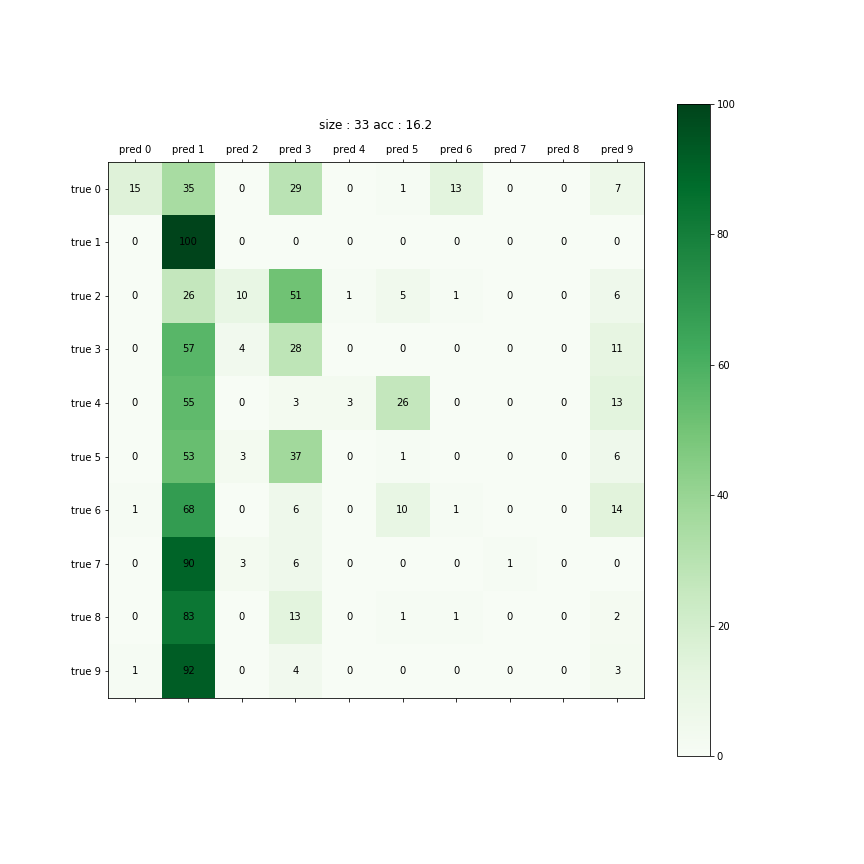 size : 33 acc : 16.2
pred 0 pred 1 pred 2 pred 3 pred 4 pred 5 pred 6 pred 7 pred 8 pred 9
true 0 15 35 0 29 0 1 13 0 0 7
true 1 0 100 0 0 0 0 0 0 0 0
true 2 0 26 10 51 1 5 1 0 0 6
true 3 0 57 4 28 0 0 0 0 0 11
true 4 0 55 0 3 3 26 0 0 0 13
true 5 0 53 3 37 0 1 0 0 0 6
true 6 1 68 0 6 0 10 1 0 0 14
true 7 0 90 3 6 0 0 0 1 0 0
true 8 0 83 0 13 0 1 1 0 0 2
true 9 1 92 0 4 0 0 0 0 0 3
100
80
60
40
20
0